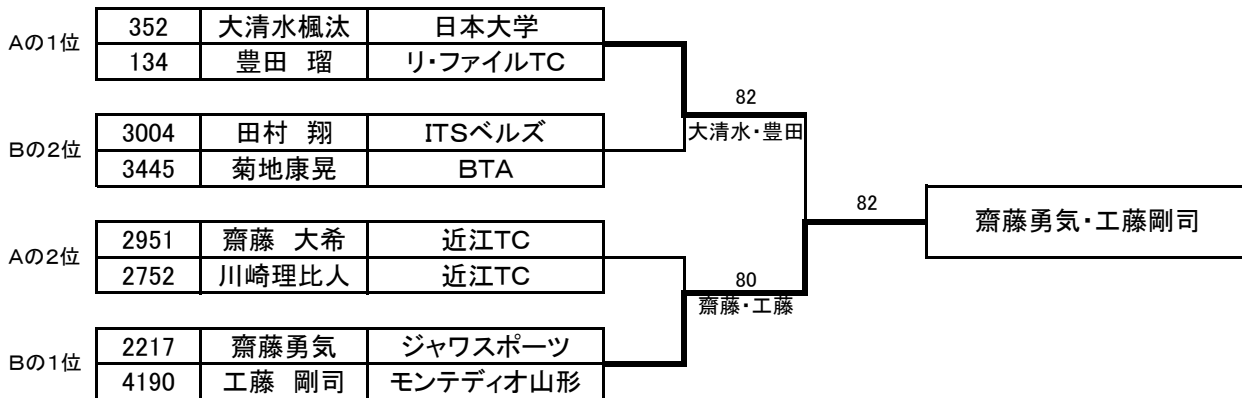 Aの1位
352 大清水楓汰 日本大学
134 豊田 瑠 リ・ファイルTC
82
大清水・豊田
Bの2位
3004 田村 翔 ITSベルズ
3445 菊地康晃 BTA
82
齋藤勇気・工藤剛司
Aの2位
2951 齋藤 大希 近江TC
2752 川崎理比人 近江TC
80
齋藤・工藤
Bの1位
2217 齋藤勇気 ジャワスポーツ
4190 工藤 剛司 モンテディオ山形